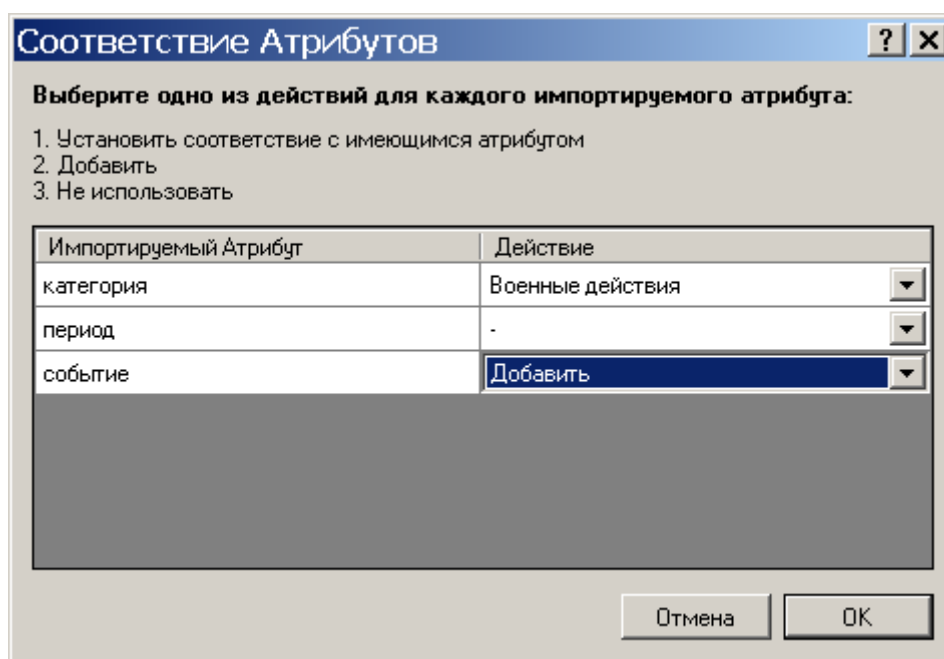 Соответствие Атрибутов
Выберите одно из действий для каждого импортируемого атрибута:
1. Установить соответствие с имеющимся атрибутом
2. Добавить
3. Не использовать
Импортируемый Атрибут Действие
категория Военные действия
период -
событие Добавить
Отмена OK